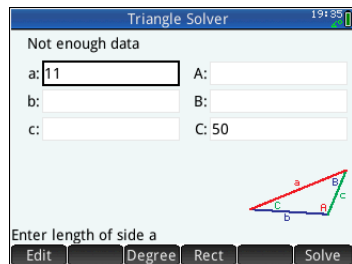 Triangle Solver 19:35
Not enough data
a: 11 A:
b: B:
c: C: 50
a B c
C A
b
Enter length of side a
Edit Degree Rect Solve